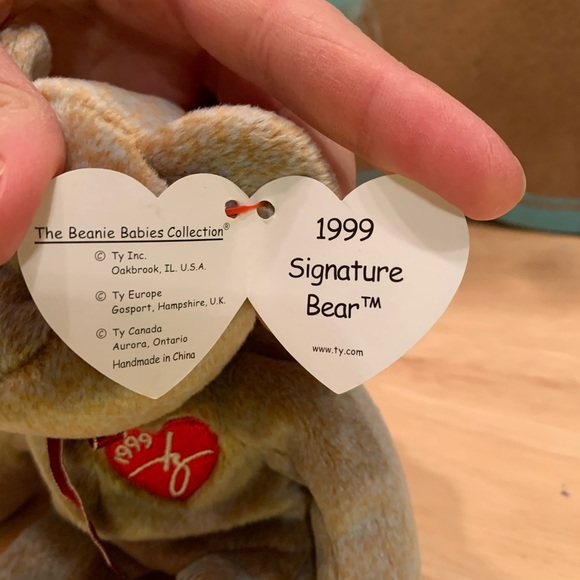 The Beanie Babies Collection®
© Ty Inc.
Oakbrook, IL. U.S.A.
© Ty Europe
Gosport, Hampshire, U.K.
© Ty Canada
Aurora, Ontario
Handmade in China
1999
Signature
Bear™
www.ty.com
1999
ty